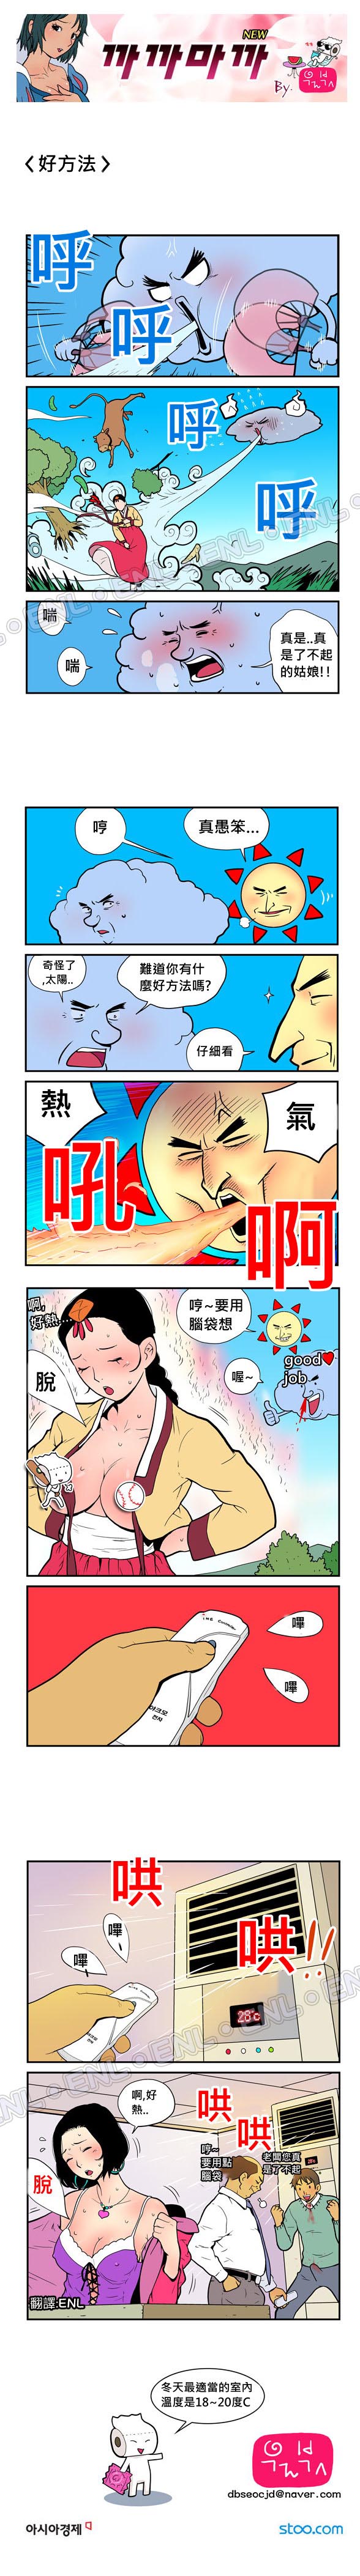 NEW
까까마까
By.
웅남
〈好方法〉
呼
呼
呼
呼
喘
喘
真是..真
是了不起
的姑娘!!
哼
真愚笨...
奇怪了
,太陽..
難道你有什
麼好方法嗎?
仔細看
熱
氣
吼
啊
啊,
好熱....
脫
哼~要用
腦袋想
喔~
good♥
job
嗶
嗶
哄
哄!!
嗶
嗶
28°c
啊,好
熱..
脫
哄
哄
哼~
要用點
腦袋
老闆您真
是了不起
翻譯:ENL
冬天最適當的室內
溫度是18~20度C
dbseocjd@naver.com
아시아경제
stoo.com